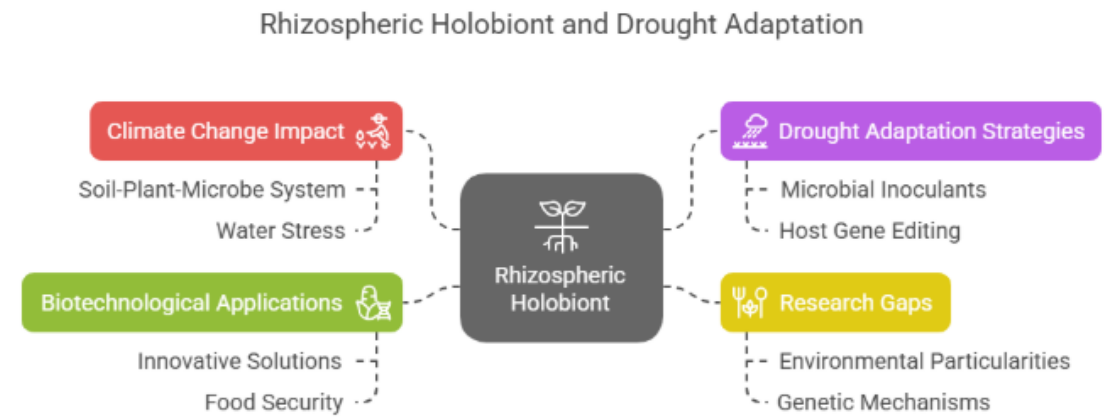 Rhizospheric Holobiont and Drought Adaptation
Climate Change Impact
Soil-Plant-Microbe System
Water Stress
Biotechnological Applications
Innovative Solutions
Food Security
Rhizospheric
Holobiont
Drought Adaptation Strategies
Microbial Inoculants
Host Gene Editing
Research Gaps
Environmental Particularities
Genetic Mechanisms